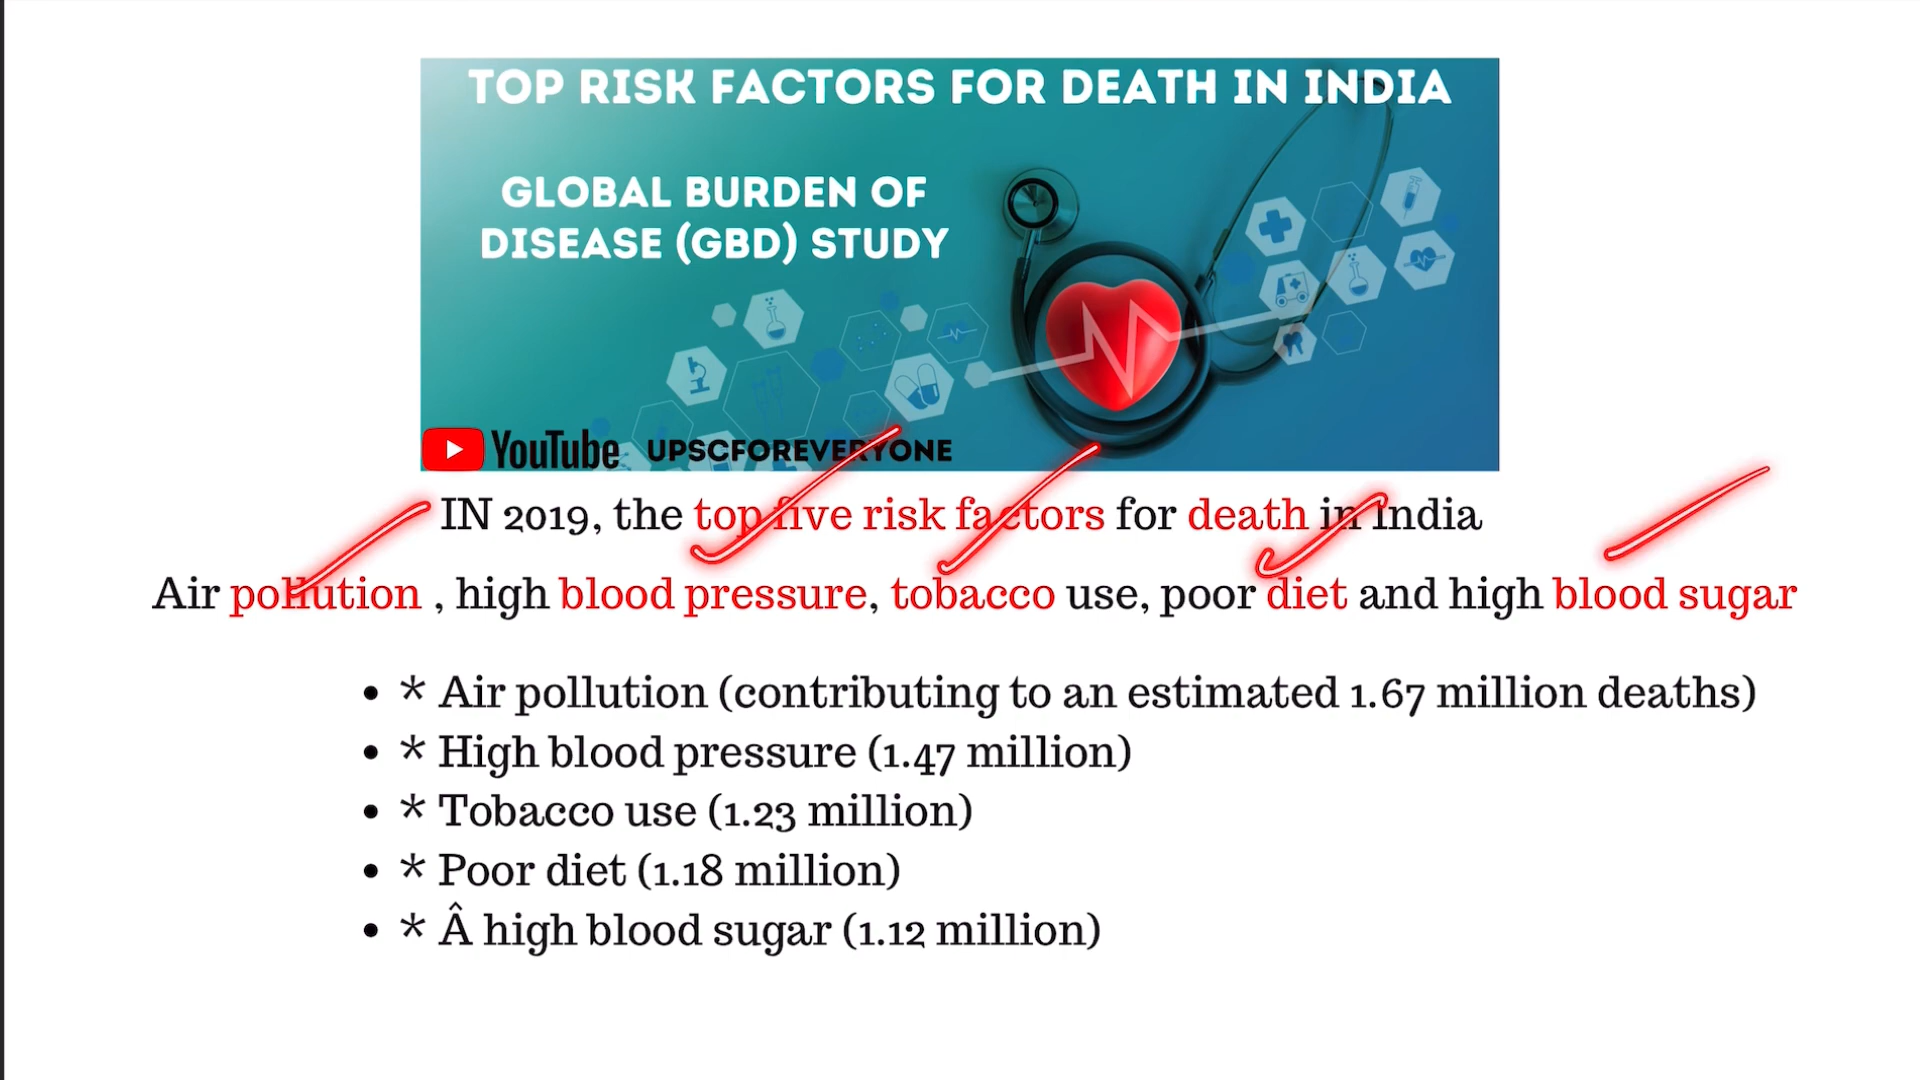 TOP RISK FACTORS FOR DEATH IN INDIA
GLOBAL BURDEN OF
DISEASE (GBD) STUDY
YouTube UPSCFOREVERYONE
IN 2019, the top five risk factors for death in India
Air pollution , high blood pressure, tobacco use, poor diet and high blood sugar
• * Air pollution (contributing to an estimated 1.67 million deaths)
• * High blood pressure (1.47 million)
• * Tobacco use (1.23 million)
• * Poor diet (1.18 million)
• * Â high blood sugar (1.12 million)